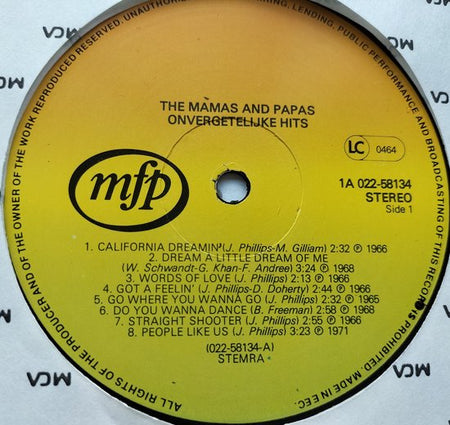 THE MAMAS AND PAPAS
ONVERGETELIJKE HITS
LC 0464
mfp
1A 022-58134
STEREO
Side 1
1. CALIFORNIA DREAMIN'(J. Phillips-M. Gilliam) 2:32 ℗ 1966
2. DREAM A LITTLE DREAM OF ME
(W. Schwandt-G. Khan-F. Andree) 3:24 ℗ 1968
3. WORDS OF LOVE (J. Phillips) 2:13 ℗ 1966
4. GOT A FEELIN' (J. Phillips-D. Doherty) 2:44 ℗ 1966
5. GO WHERE YOU WANNA GO (J. Phillips) 2:32 ℗ 1965
6. DO YOU WANNA DANCE (B. Freeman) 2:58 ℗ 1968
7. STRAIGHT SHOOTER (J. Phillips) 2:55 ℗ 1966
8. PEOPLE LIKE US (J. Phillips) 3:23 ℗ 1971
(022-58134-A)
STEMRA
ALL RIGHTS OF THE PRODUCER AND OF THE OWNER OF THE WORK REPRODUCED RESERVED. UNAUTHORISED LENDING, PUBLIC PERFORMANCE AND BROADCASTING OF THIS RECORD IS PROHIBITED. MADE IN EEC.
MCA
MCA
MCA
MCA
MCA
MCA